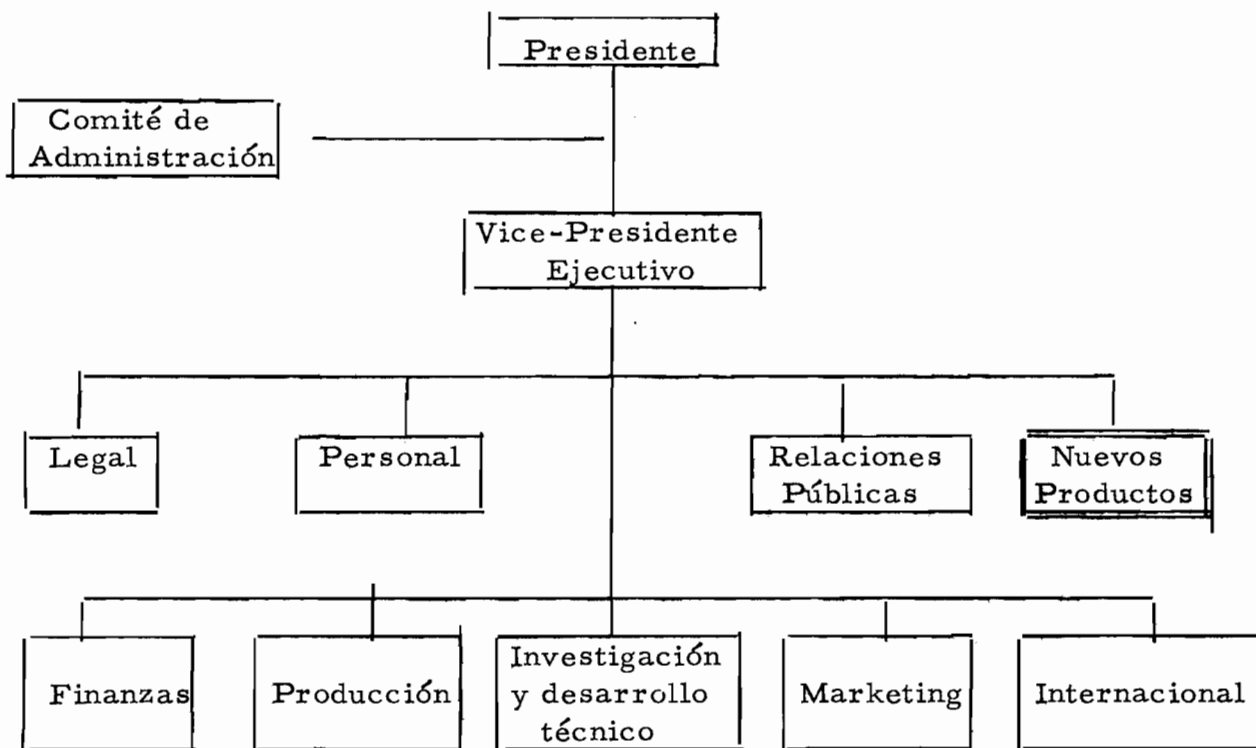 Presidente
Comité de
Administración
Vice-Presidente
Ejecutivo
Legal
Personal
Relaciones
Públicas
Nuevos
Productos
Finanzas
Producción
Investigación
y desarrollo
técnico
Marketing
Internacional